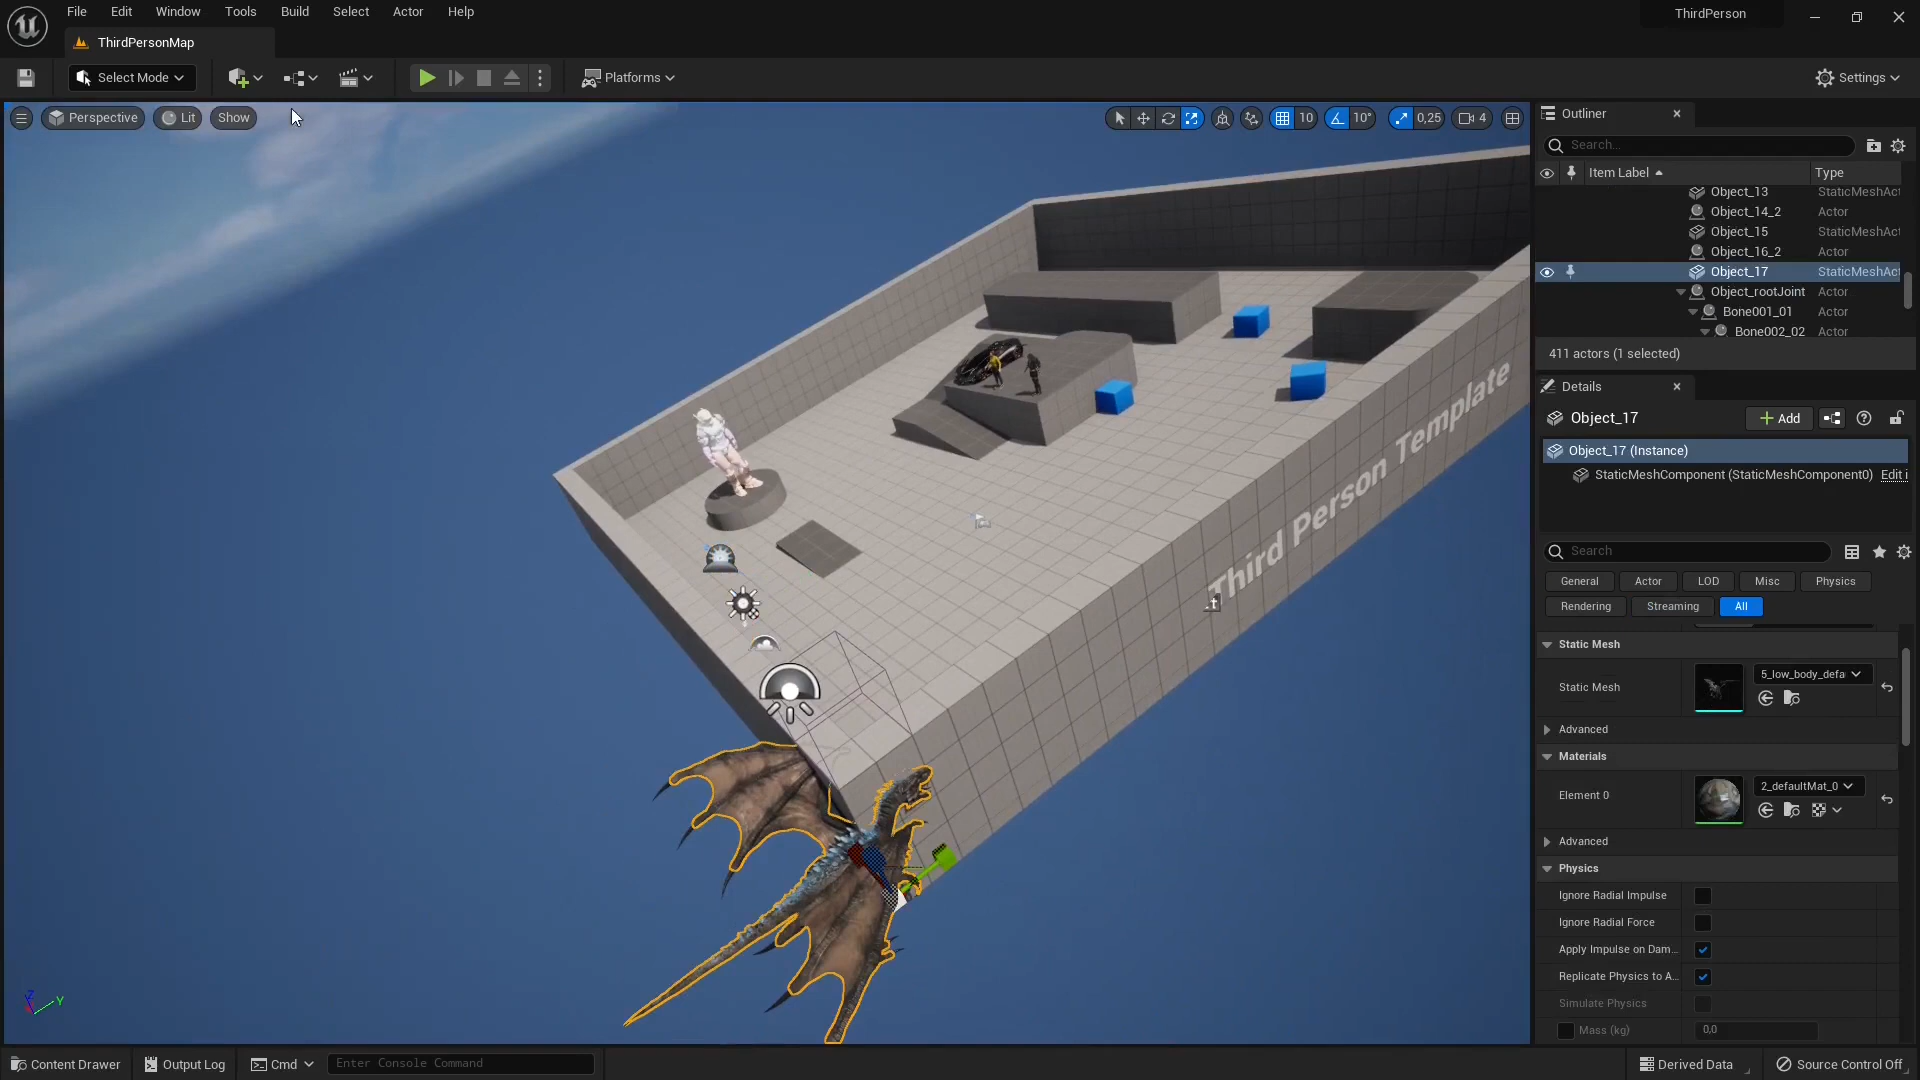 File Edit Window Tools Build Select Actor Help
ThirdPerson
ThirdPersonMap
Select Mode
Platforms
Settings
Perspective
Lit
Show
10
10°
0,25
4
Third Person Template
Outliner
Search...
Item Label
Type
Object_13 StaticMeshAct
Object_14_2 Actor
Object_15 StaticMeshAct
Object_16_2 Actor
Object_17 StaticMeshAct
Object_rootJoint Actor
Bone001_01 Actor
Bone002_02 Actor
411 actors (1 selected)
Details
Object_17
Add
Object_17 (Instance)
StaticMeshComponent (StaticMeshComponent0) Edit i
Search
General Actor LOD Misc Physics
Rendering Streaming All
Static Mesh
Static Mesh
5_low_body_defa
Advanced
Materials
Element 0
2_defaultMat_0
Advanced
Physics
Ignore Radial Impulse
Ignore Radial Force
Apply Impulse on Dam...
Replicate Physics to A...
Simulate Physics
Mass (kg) 0,0
Z
Y
Content Drawer
Output Log
Cmd
Enter Console Command
Derived Data
Source Control Off